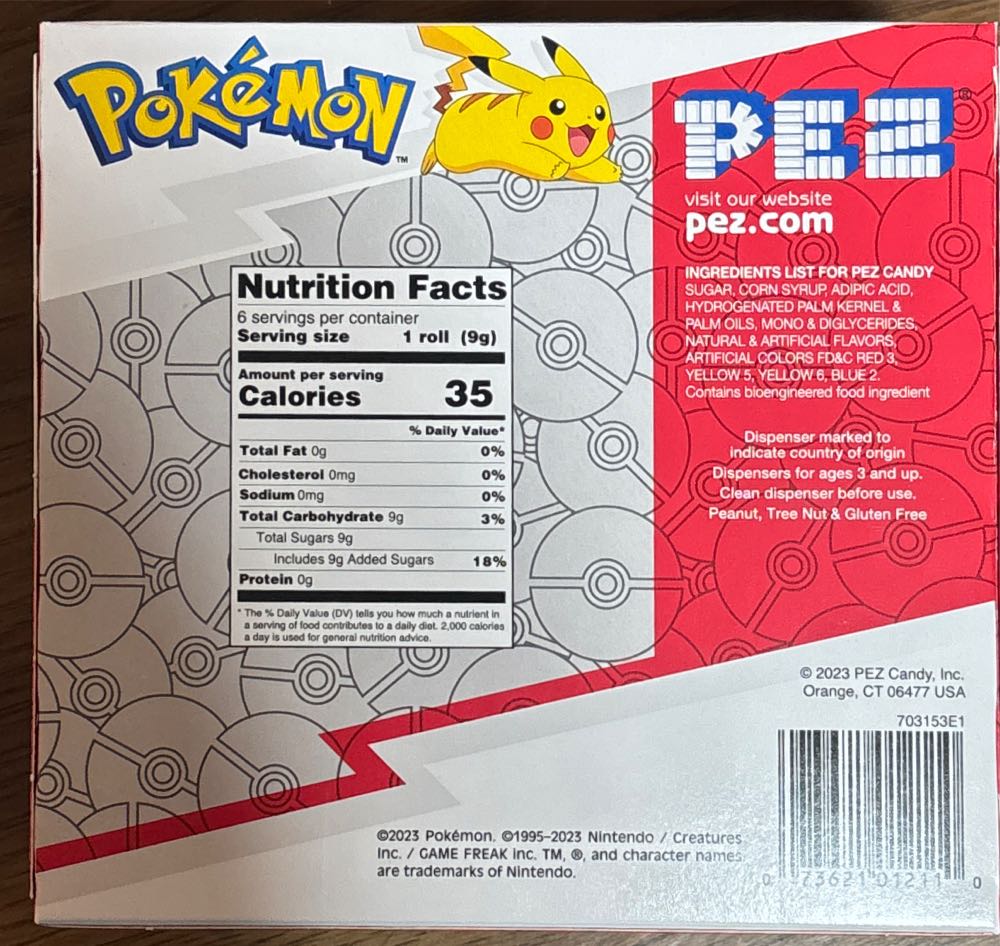 POKéMON
TM
PEZ®
visit our website
pez.com
INGREDIENTS LIST FOR PEZ CANDY
SUGAR, CORN SYRUP, ADIPIC ACID,
HYDROGENATED PALM KERNEL &
PALM OILS, MONO & DIGLYCERIDES,
NATURAL & ARTIFICIAL FLAVORS,
ARTIFICIAL COLORS FD&C RED 3,
YELLOW 5, YELLOW 6, BLUE 2.
Contains bioengineered food ingredient
Dispenser marked to
indicate country of origin
Dispensers for ages 3 and up.
Clean dispenser before use.
Peanut, Tree Nut & Gluten Free
Nutrition Facts
6 servings per container
Serving size 1 roll (9g)
Amount per serving
Calories 35
% Daily Value*
Total Fat 0g 0%
Cholesterol 0mg 0%
Sodium 0mg 0%
Total Carbohydrate 9g 3%
Total Sugars 9g
Includes 9g Added Sugars 18%
Protein 0g
* The % Daily Value (DV) tells you how much a nutrient in
a serving of food contributes to a daily diet. 2,000 calories
a day is used for general nutrition advice.
© 2023 PEZ Candy, Inc.
Orange, CT 06477 USA
703153E1
0 73621 01211 0
©2023 Pokémon. ©1995–2023 Nintendo / Creatures
Inc. / GAME FREAK inc. TM, ®, and character names
are trademarks of Nintendo.